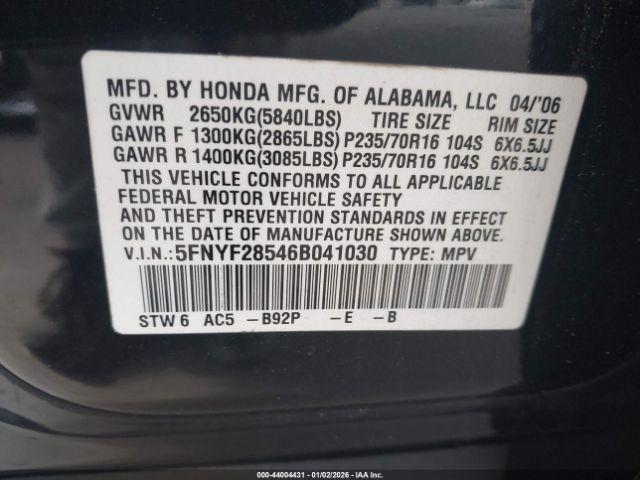 MFD. BY HONDA MFG. OF ALABAMA, LLC 04/'06
GVWR 2650KG(5840LBS) TIRE SIZE RIM SIZE
GAWR F 1300KG(2865LBS) P235/70R16 104S 6X6.5JJ
GAWR R 1400KG(3085LBS) P235/70R16 104S 6X6.5JJ
THIS VEHICLE CONFORMS TO ALL APPLICABLE
FEDERAL MOTOR VEHICLE SAFETY
STANDARDS IN EFFECT ON THE
DATE OF MANUFACTURE SHOWN ABOVE.
V.I.N.:5FNYF28546B041030 TYPE: MPV
STW 6 AC5 -B92P -E -B
000-44004431 - 01/02/2026 - IAA Inc.